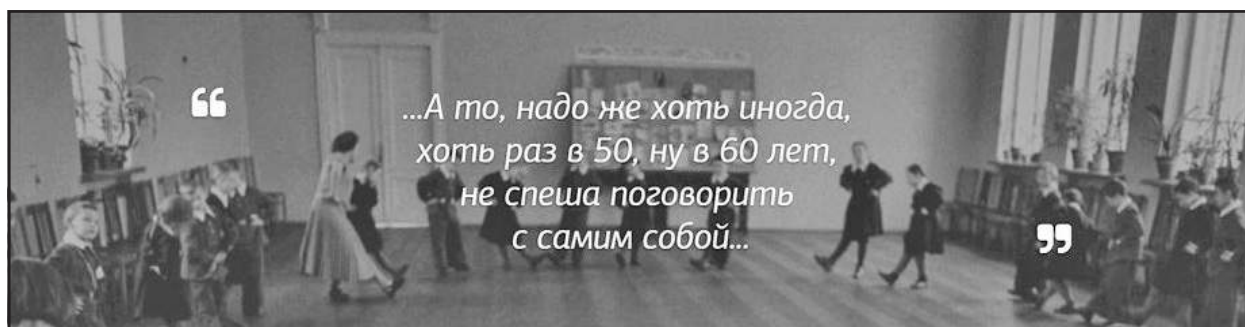 “
...А то, надо же хоть иногда,
хоть раз в 50, ну в 60 лет,
не спеша поговорить
с самим собой...
”